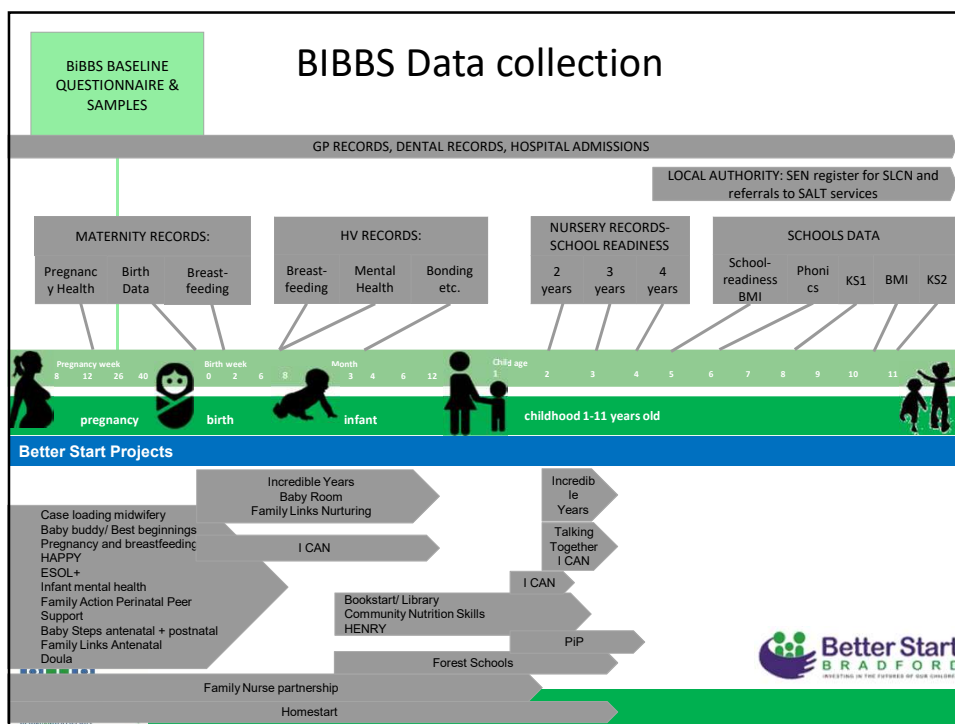 BIBBS Data collection
BiBBS BASELINE
QUESTIONNAIRE &
SAMPLES
GP RECORDS, DENTAL RECORDS, HOSPITAL ADMISSIONS
LOCAL AUTHORITY: SEN register for SLCN and
referrals to SALT services
MATERNITY RECORDS:
Pregnanc
y Health
Birth
Data
Breast-
feeding
HV RECORDS:
Breast-
feeding
Mental
Health
Bonding
etc.
NURSERY RECORDS-
SCHOOL READINESS
2
years
3
years
4
years
SCHOOLS DATA
School-
readiness
BMI
Phoni
cs
KS1
BMI
KS2
Pregnancy week
8 12 26 40
Birth week
0 2 6 8
Month
3 4 6 12
Child age
1 2 3 4 5 6 7 8 9 10 11
pregnancy
birth
infant
childhood 1-11 years old
Better Start Projects
Incredible Years
Baby Room
Family Links Nurturing
Incredib
le
Years
Case loading midwifery
Baby buddy/ Best beginnings
Pregnancy and breastfeeding
HAPPY
ESOL+
Infant mental health
Family Action Perinatal Peer
Support
Baby Steps antenatal + postnatal
Family Links Antenatal
Doula
I CAN
Talking
Together
I CAN
I CAN
Bookstart/ Library
Community Nutrition Skills
HENRY
PiP
Forest Schools
Family Nurse partnership
Homestart
Better Start
BRADFORD
INVESTING IN THE FUTURES OF OUR CHILDREN